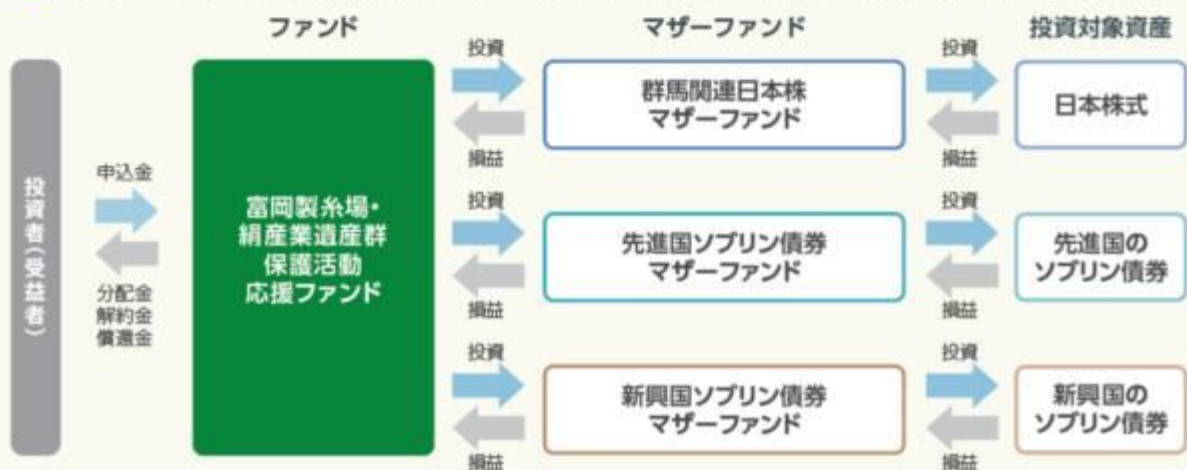 ファンド
マザーファンド
投資対象資産
投資者(受益者)
申込金
分配金
解約金
償還金
富岡製糸場・
絹産業遺産群
保護活動
応援ファンド
投資
損益
群馬関連日本株
マザーファンド
投資
損益
日本株式
投資
損益
先進国ソブリン債券
マザーファンド
投資
損益
先進国の
ソブリン債券
投資
損益
新興国ソブリン債券
マザーファンド
投資
損益
新興国の
ソブリン債券